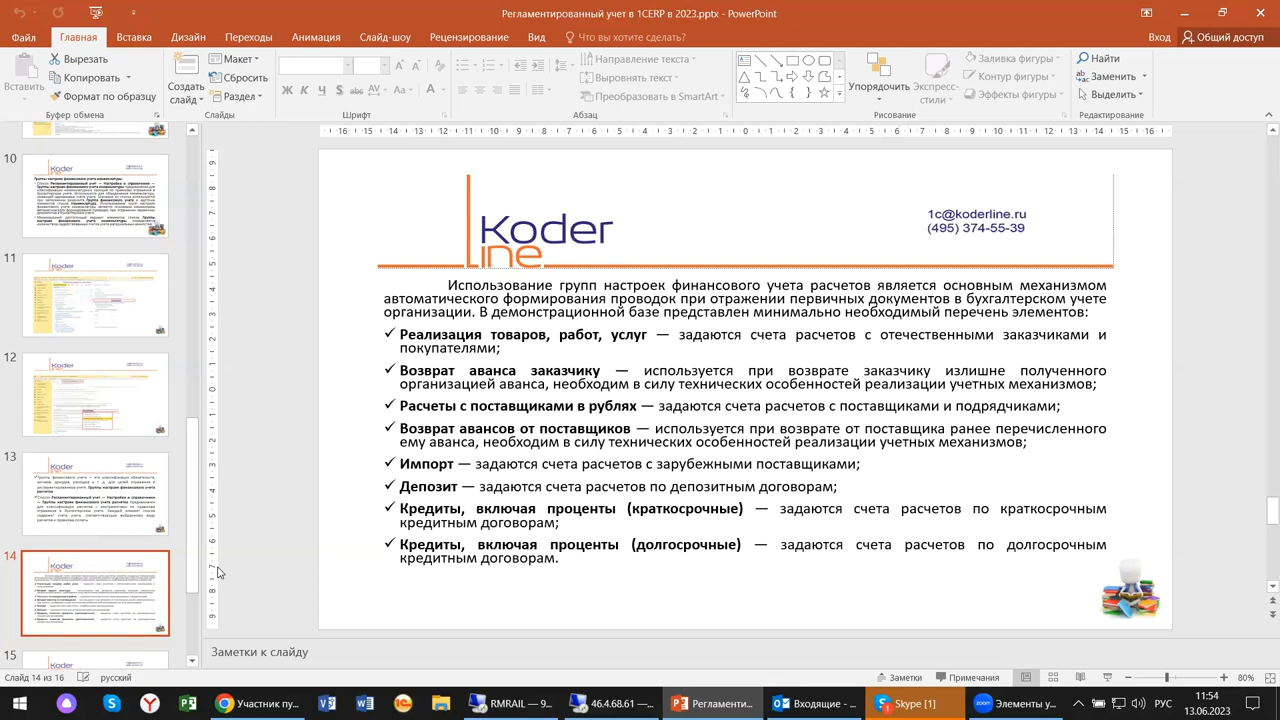 Регламентированный учет в ERP в 2023.pptx - PowerPoint
Файл Главная Вставка Дизайн Переходы Анимация Слайд-шоу Рецензирование Вид Что вы хотите сделать? Вход Общий доступ
Вставить
Вырезать
Копировать
Формат по образцу
Буфер обмена
Создать слайд
Макет
Сбросить
Раздел
Слайды
Ж К Ч S abc AV Aa А
Шрифт
Направление текста
Выровнять текст
Преобразовать в SmartArt
Абзац
Упорядочить
Экспресс-стили
Заливка фигуры
Контур фигуры
Эффекты фигуры
Рисование
Найти
Заменить
Выделить
Редактирование
10
11
12
13
14
15
Koder
line
1c@koderline.ru
(495) 374-55-39
Использование групп настроек финансового учета расчетов является основным механизмом
автоматического формирования проводок при отражении первичных документов в бухгалтерском учете
организации. В демонстрационной базе представлен минимально необходимый перечень элементов:
✓ Реализация товаров, работ, услуг — задаются счета расчетов с отечественными заказчиками и
покупателями;
✓ Возврат аванса заказчику — используется при возврате заказчику излишне полученного
организацией аванса, необходим в силу технических особенностей реализации учетных механизмов;
✓ Расчеты с поставщиками в рублях — задаются счета расчетов с поставщиками и подрядчиками;
✓ Возврат авансов от поставщиков — используется при возврате от поставщика ранее перечисленного
ему аванса, необходим в силу технических особенностей реализации учетных механизмов;
✓ Импорт — задаются счета расчетов с зарубежными поставщиками;
✓ Депозит — задаются счета расчетов по депозитным договорам;
✓ Кредиты, включая проценты (краткосрочные) — задаются счета расчетов по краткосрочным
кредитным договорам;
✓ Кредиты, включая проценты (долгосрочные) — задаются счета расчетов по долгосрочным
кредитным договорам.
Заметки к слайду
Слайд 14 из 16 русский Заметки Примечания 80%
Участник пу... RMRAIL — 9... 46.4.68.61 —... Регламенти... Входящие - ... Skype [1] Элементы у... РУС 11:54
13.06.2023